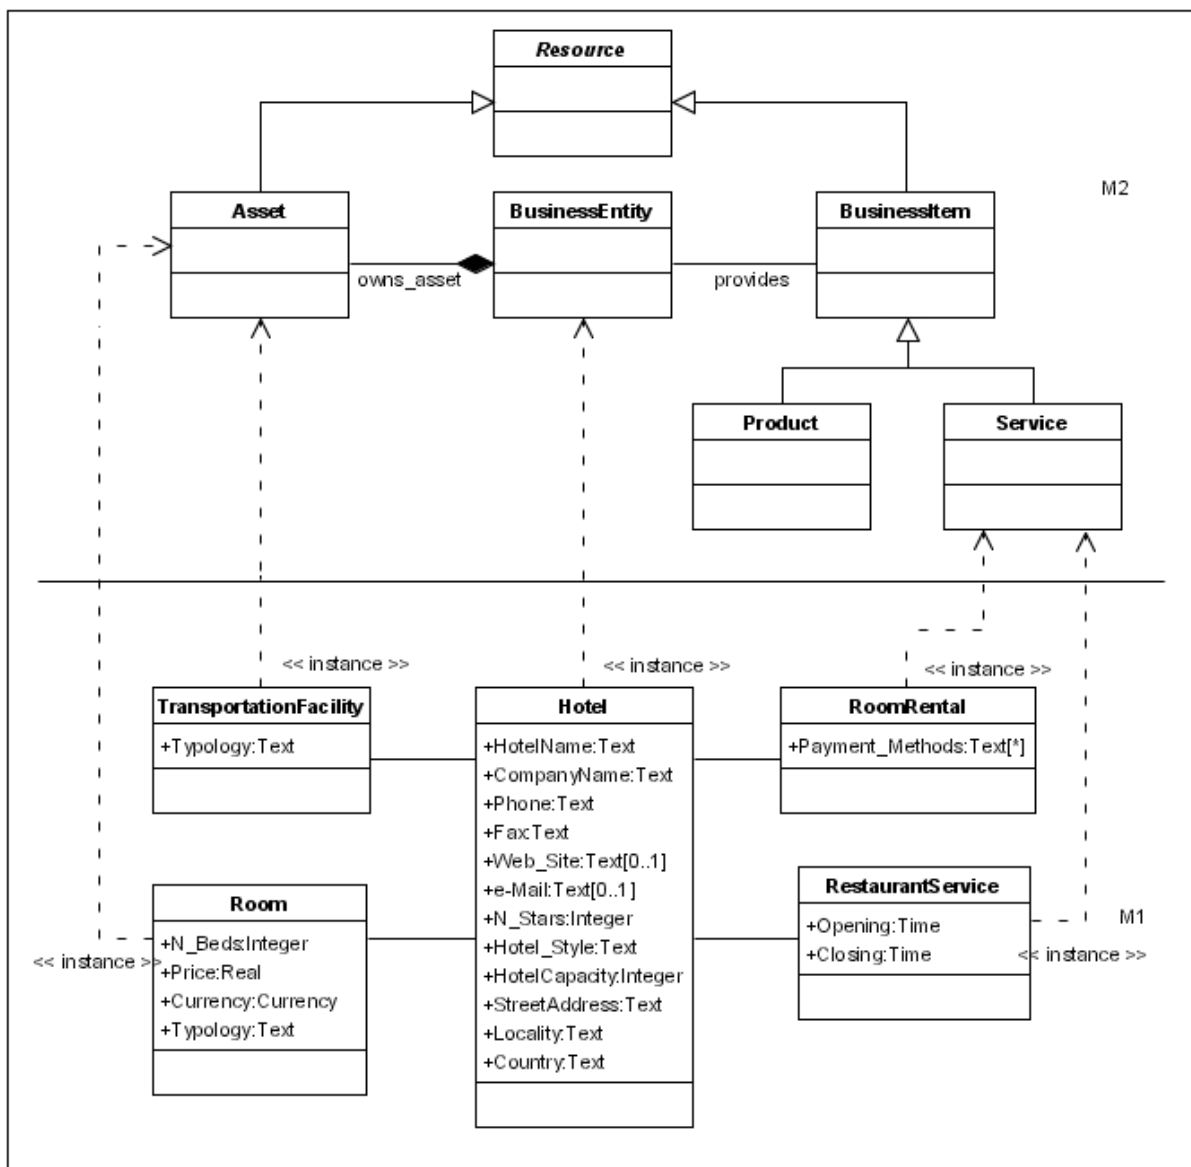 Resource
Asset
BusinessEntity
BusinessItem
M2
owns_asset
provides
Product
Service
<< instance >>
<< instance >>
<< instance >>
TransportationFacility
+Typology:Text
Hotel
+HotelName:Text
+CompanyName:Text
+Phone:Text
+Fax:Text
+Web_Site:Text[0..1]
+e-Mail:Text[0..1]
+N_Stars:Integer
+Hotel_Style:Text
+HotelCapacity:Integer
+StreetAddress:Text
+Locality:Text
+Country:Text
RoomRental
+Payment_Methods:Text[*]
Room
+N_Beds:Integer
+Price:Real
+Currency:Currency
+Typology:Text
<< instance >>
RestaurantService
+Opening:Time
+Closing:Time
M1
<< instance >>